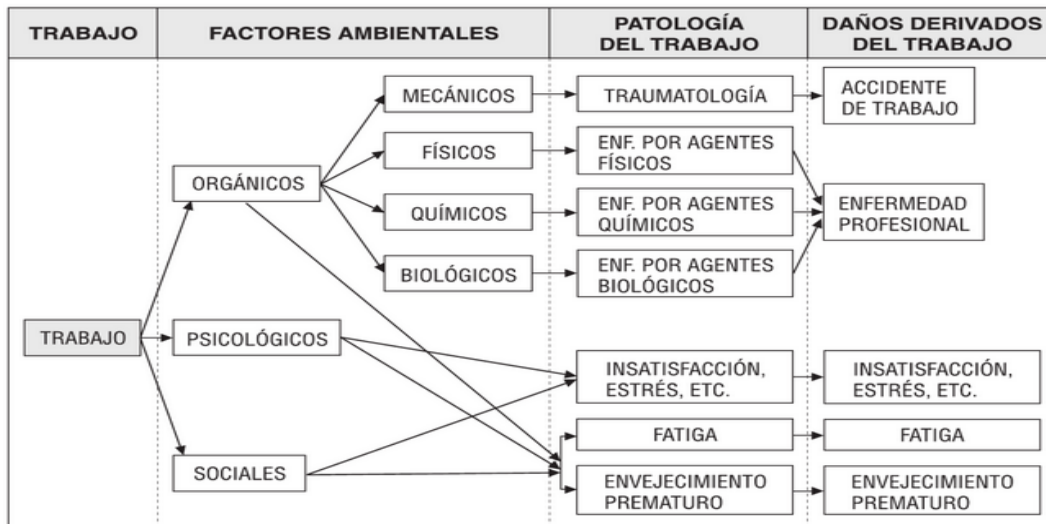 TRABAJO
FACTORES AMBIENTALES
PATOLOGÍA
DEL TRABAJO
DAÑOS DERIVADOS
DEL TRABAJO
MECÁNICOS
TRAUMATOLOGÍA
ACCIDENTE
DE TRABAJO
FÍSICOS
ENF. POR AGENTES
FÍSICOS
ORGÁNICOS
QUÍMICOS
ENF. POR AGENTES
QUÍMICOS
ENFERMEDAD
PROFESIONAL
BIOLÓGICOS
ENF. POR AGENTES
BIOLÓGICOS
TRABAJO
PSICOLÓGICOS
INSATISFACCIÓN,
ESTRÉS, ETC.
INSATISFACCIÓN,
ESTRÉS, ETC.
FATIGA
FATIGA
SOCIALES
ENVEJECIMIENTO
PREMATURO
ENVEJECIMIENTO
PREMATURO